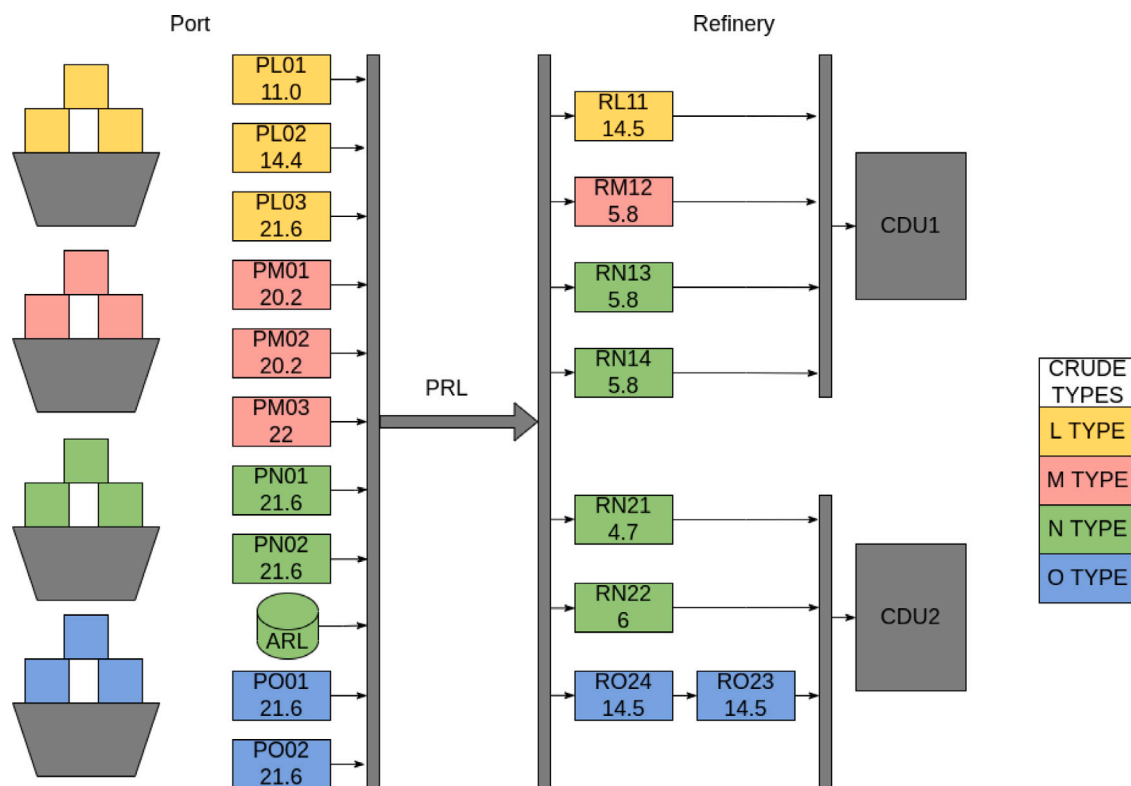 Port
Refinery
PL01
11.0
PL02
14.4
PL03
21.6
PM01
20.2
PM02
20.2
PM03
22
PN01
21.6
PN02
21.6
ARL
PO01
21.6
PO02
21.6
PRL
RL11
14.5
RM12
5.8
RN13
5.8
RN14
5.8
RN21
4.7
RN22
6
RO24
14.5
RO23
14.5
CDU1
CDU2
CRUDE
TYPES
L TYPE
M TYPE
N TYPE
O TYPE